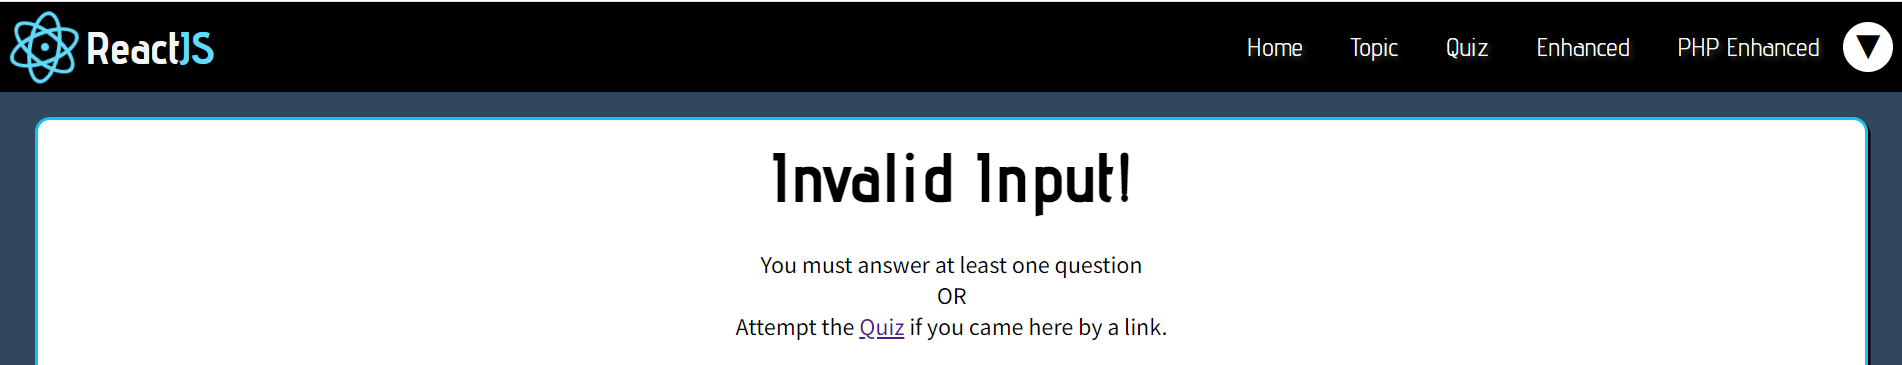 ReactJS
Home Topic Quiz Enhanced PHP Enhanced
Invalid Input!
You must answer at least one question
OR
Attempt the Quiz if you came here by a link.